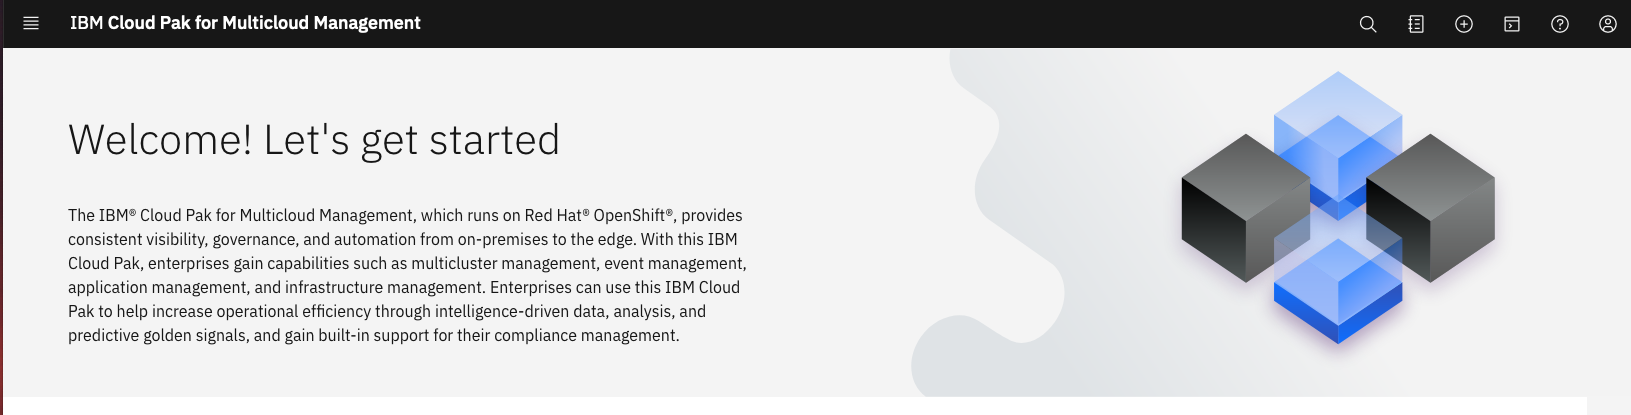 IBM Cloud Pak for Multicloud Management
Welcome! Let's get started
The IBM® Cloud Pak for Multicloud Management, which runs on Red Hat® OpenShift®, provides
consistent visibility, governance, and automation from on-premises to the edge. With this IBM
Cloud Pak, enterprises gain capabilities such as multicluster management, event management,
application management, and infrastructure management. Enterprises can use this IBM Cloud
Pak to help increase operational efficiency through intelligence-driven data, analysis, and
predictive golden signals, and gain built-in support for their compliance management.